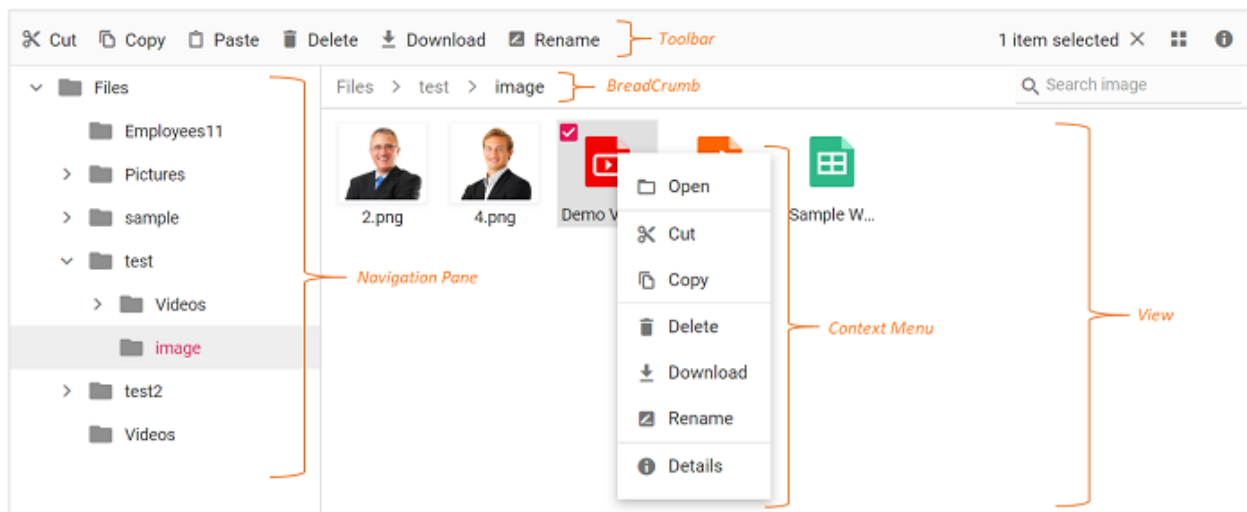 Cut Copy Paste Delete Download Rename Toolbar 1 item selected
Files Files > test > image BreadCrumb Search image
Employees11
Pictures
sample
test
Videos
image
test2
Videos
Navigation Pane
2.png 4.png Demo V Sample W...
Open
Cut
Copy
Delete
Download
Rename
Details
Context Menu
View